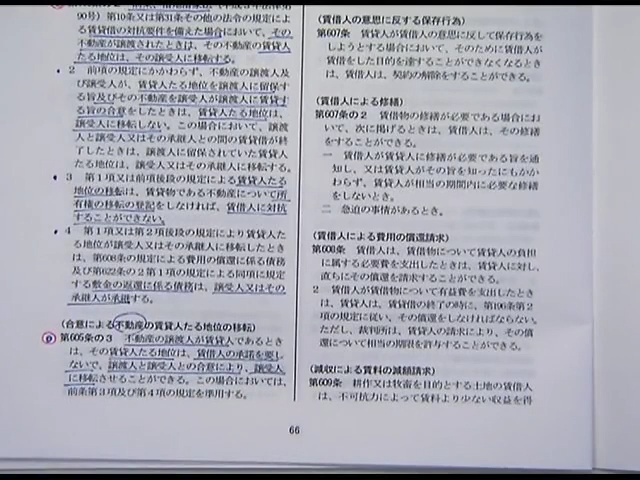 90号）第10条又は第31条その他の法令の規定によ
る賃貸借の対抗要件を備えた場合において、その
不動産が譲渡されたときは、その不動産の賃貸人
たる地位は、その譲受人に移転する。
2 前項の規定にかかわらず、不動産の譲渡人及
び譲受人が、賃貸人たる地位を譲渡人に留保す
る旨及びその不動産を譲受人が譲渡人に賃貸す
る旨の合意をしたときは、賃貸人たる地位は、
譲受人に移転しない。この場合において、譲渡
人と譲受人又はその承継人との間の賃貸借が終
了したときは、譲渡人に留保されていた賃貸人
たる地位は、譲受人又はその承継人に移転する。
3 第1項又は前項後段の規定による賃貸人たる
地位の移転は、賃貸物である不動産について所
有権の移転の登記をしなければ、賃借人に対抗
することができない。
4 第1項又は第2項後段の規定により賃貸人た
る地位が譲受人又はその承継人に移転したとき
は、第608条の規定による費用の償還に係る債務
及び第622条の2第1項の規定による同項に規定
する敷金の返還に係る債務は、譲受人又はその
承継人が承継する。
（合意による不動産の賃貸人たる地位の移転）
第605条の3 不動産の譲渡人が賃貸人であるとき
は、その賃貸人たる地位は、賃借人の承諾を要し
ないで、譲渡人と譲受人との合意により、譲受人
に移転させることができる。この場合においては、
前条第3項及び第4項の規定を準用する。
（賃借人の意思に反する保存行為）
第607条 賃貸人が賃借人の意思に反して保存行為を
しようとする場合において、そのために賃借人が
賃借をした目的を達することができなくなるとき
は、賃借人は、契約の解除をすることができる。
（賃借人による修繕）
第607条の2 賃借物の修繕が必要である場合にお
いて、次に掲げるときは、賃借人は、その修繕
をすることができる。
一 賃借人が賃貸人に修繕が必要である旨を通
知し、又は賃貸人がその旨を知ったにもかか
わらず、賃貸人が相当の期間内に必要な修繕
をしないとき。
二 急迫の事情があるとき。
（賃借人による費用の償還請求）
第608条 賃借人は、賃借物について賃貸人の負担
に属する必要費を支出したときは、賃貸人に対し、
直ちにその償還を請求することができる。
2 賃借人が賃借物について有益費を支出したとき
は、賃貸人は、賃貸借の終了の時に、第196条第2
項の規定に従い、その償還をしなければならない。
ただし、裁判所は、賃貸人の請求により、その償
還について相当の期限を許与することができる。
（減収による賃料の減額請求）
第609条 耕作又は牧畜を目的とする土地の賃借人
は、不可抗力によって賃料より少ない収益を得
66